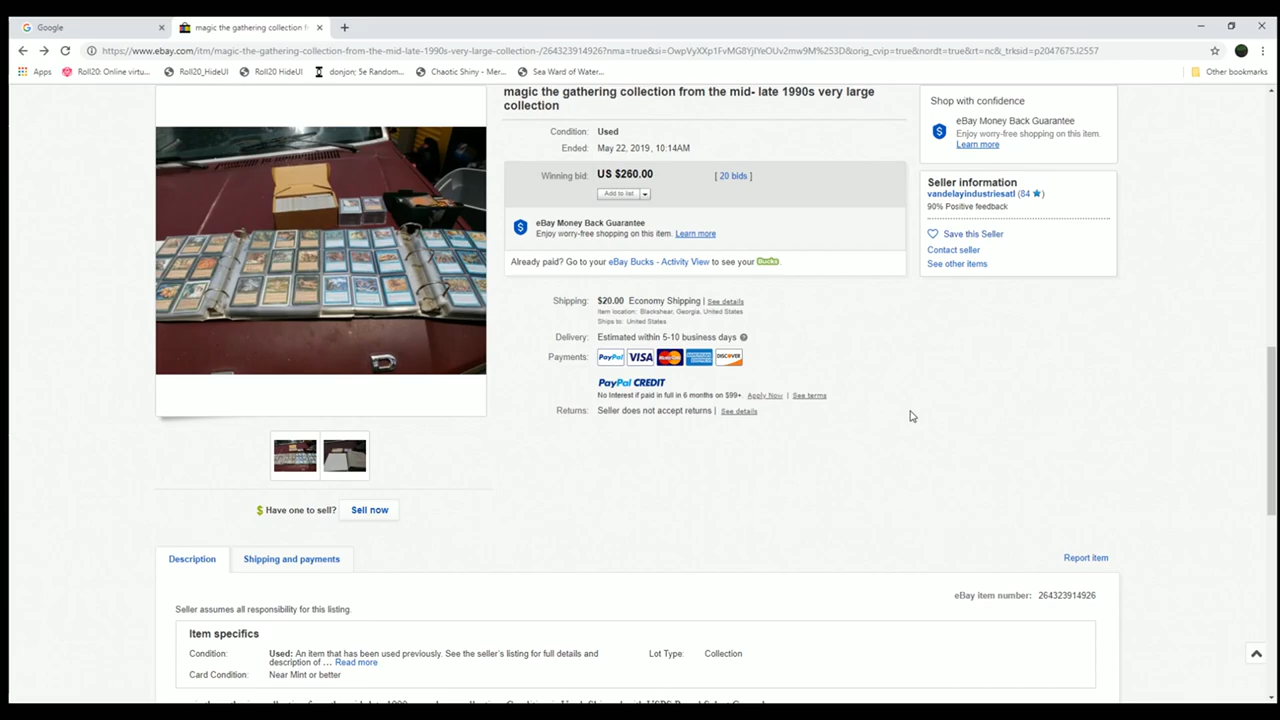 Google
magic the gathering collection f
https://www.ebay.com/itm/magic-the-gathering-collection-from-the-mid-late-1990s-very-large-collection-/264323914926?nma=true&si=OwpVyXXp1FvMG8YjIYeOUv2mw9M%253D&orig_cvip=true&nordt=true&rt=nc&_trksid=p2047675.l2557
Apps
Roll20: Online virtu...
Roll20_HideUI
Roll20 HideUI
donjon; 5e Random...
Chaotic Shiny - Mer...
Sea Ward of Water...
Other bookmarks
magic the gathering collection from the mid- late 1990s very large
collection
Condition: Used
Ended: May 22, 2019 , 10:14AM
Winning bid: US $260.00 [ 20 bids ]
Add to list
eBay Money Back Guarantee
Enjoy worry-free shopping on this item. Learn more
Already paid? Go to your eBay Bucks - Activity View to see your Bucks.
Shipping: $20.00 Economy Shipping | See details
Item location: Blackshear, Georgia, United States
Ships to: United States
Delivery: Estimated within 5-10 business days
Payments: PayPal VISA MasterCard DISCOVER
PayPal CREDIT
No Interest if paid in full in 6 months on $99+. Apply Now | See terms
Returns: Seller does not accept returns | See details
Shop with confidence
eBay Money Back Guarantee
Enjoy worry-free shopping on this item.
Learn more
Seller information
vandelayindustriesatl (84 )
90% Positive feedback
Save this Seller
Contact seller
See other items
$ Have one to sell? Sell now
Description
Shipping and payments
Report item
eBay item number: 264323914926
Seller assumes all responsibility for this listing.
Item specifics
Condition: Used: An item that has been used previously. See the seller's listing for full details and
description of ... Read more
Lot Type: Collection
Card Condition: Near Mint or better